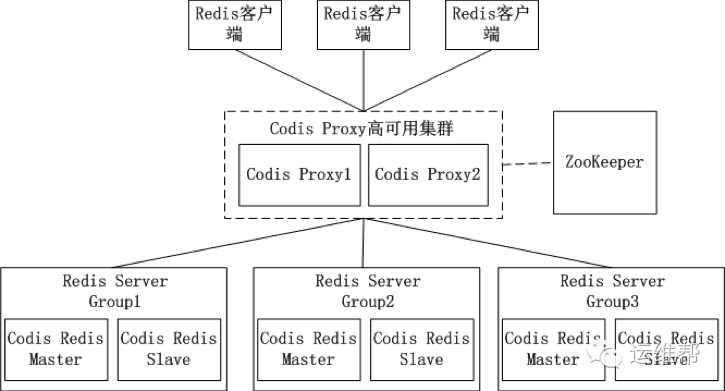 Redis客户
端
Redis客户
端
Redis客户
端
Codis Proxy高可用集群
Codis Proxy1
Codis Proxy2
ZooKeeper
Redis Server
Group1
Codis Redis
Master
Codis Redis
Slave
Redis Server
Group2
Codis Redis
Master
Codis Redis
Slave
Redis Server
Group3
Codis Redis
Master
Codis Redis
Slave
运维帮